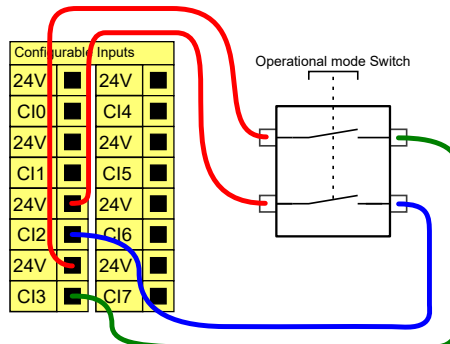 Configurable Inputs
Operational mode Switch
24V 24V
CI0 CI4
24V 24V
CI1 CI5
24V 24V
CI2 CI6
24V 24V
CI3 CI7